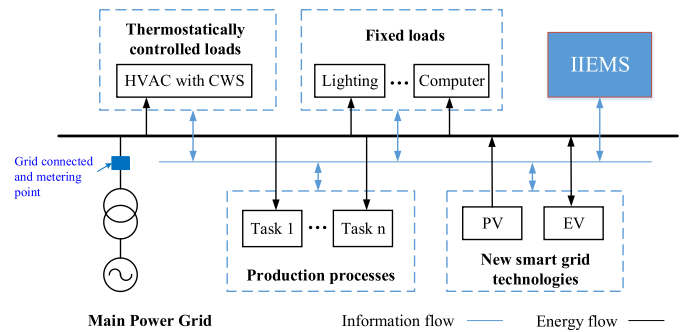 Thermostatically
controlled loads
HVAC with CWS
Fixed loads
Lighting ... Computer
IIEMS
Grid connected
and metering
point
Task 1 ... Task n
Production processes
PV
EV
New smart grid
technologies
Main Power Grid
Information flow
Energy flow